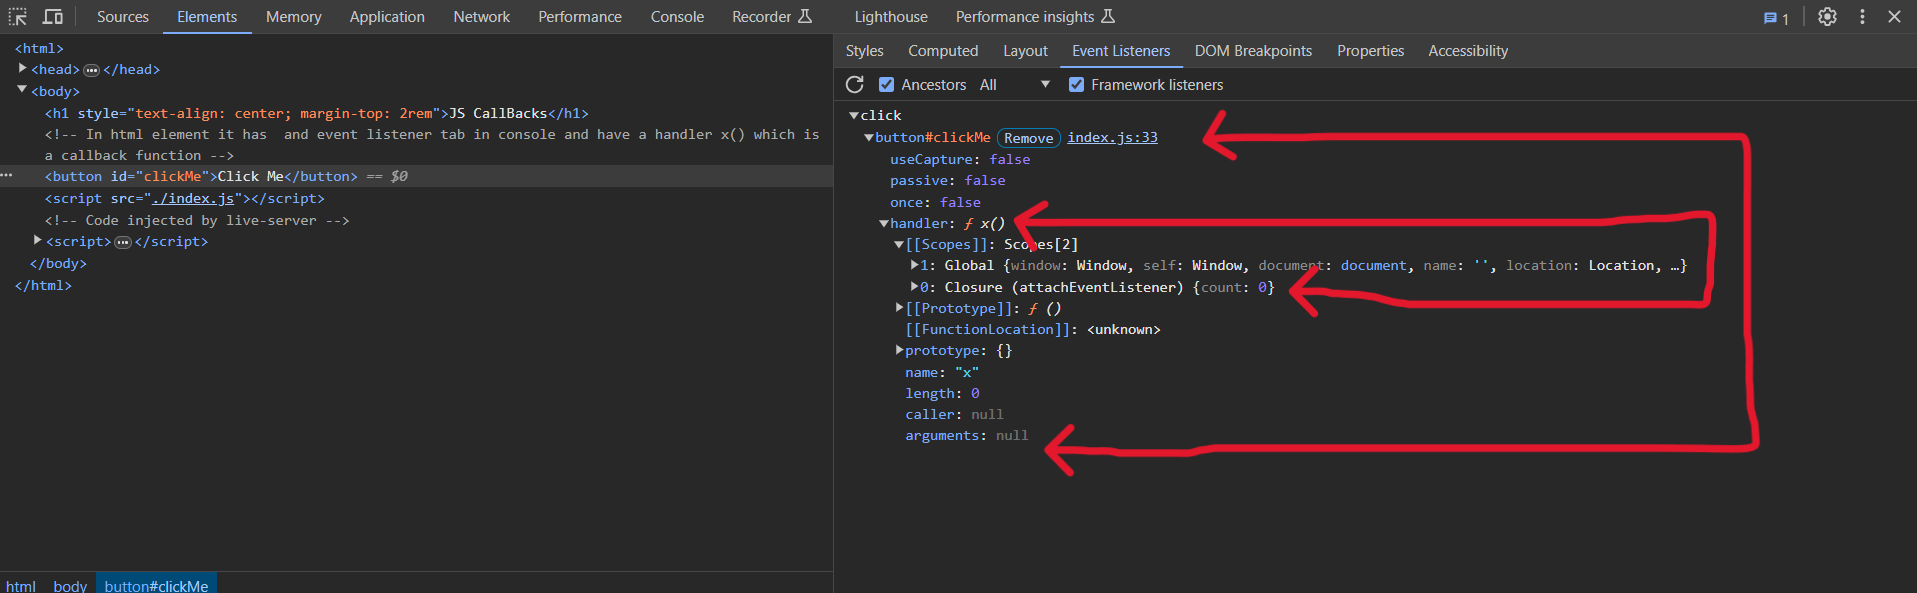 Sources Elements Memory Application Network Performance Console Recorder Lighthouse Performance insights 1
<html>
<head> ••• </head>
<body>
<h1 style="text-align: center; margin-top: 2rem">JS CallBacks</h1>
<!-- In html element it has  and event listener tab in console and have a handler x() which is
a callback function -->
••• <button id="clickMe">Click Me</button> == $0
<script src="./index.js"></script>
<!-- Code injected by live-server -->
<script> ••• </script>
</body>
</html>
html body button#clickMe
Styles Computed Layout Event Listeners DOM Breakpoints Properties Accessibility
Ancestors All Framework listeners
click
button#clickMe Remove index.js:33
useCapture: false
passive: false
once: false
handler: ƒ x()
[[Scopes]]: Scopes[2]
1: Global {window: Window, self: Window, document: document, name: '', location: Location, …}
0: Closure (attachEventListener) {count: 0}
[[Prototype]]: ƒ ()
[[FunctionLocation]]: <unknown>
prototype: {}
name: "x"
length: 0
caller: null
arguments: null